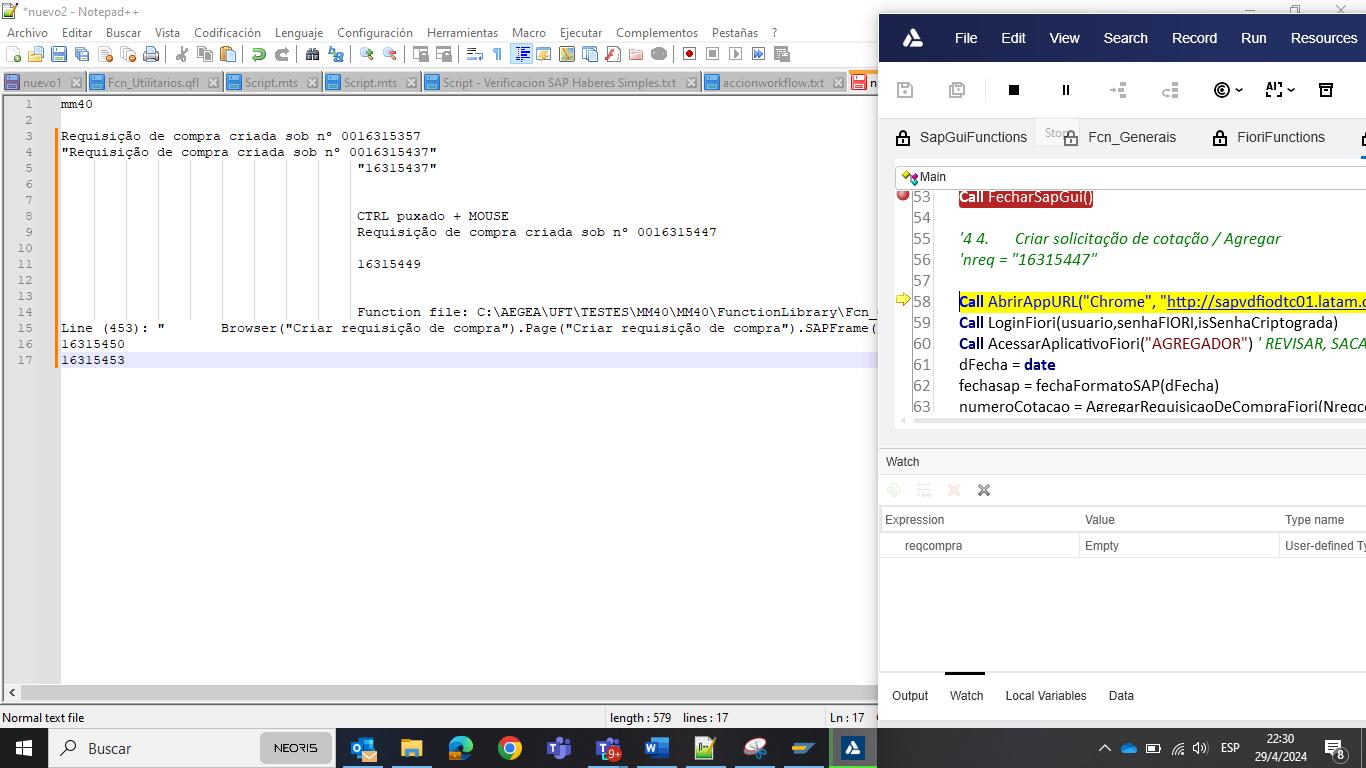 *nuevo2 - Notepad++
Archivo Editar Buscar Vista Codificación Lenguaje Configuración Herramientas Macro Ejecutar Complementos Pestañas ?
nuevo1 Fcn_Utilitarios.qfl Script.mts Script.mts Script - Verificacion SAP Haberes Simples.txt accionworkflow.txt
1 mm40
2
3 Requisição de compra criada sob nº 0016315357
4 "Requisição de compra criada sob nº 0016315437"
5 "16315437"
6
7
8 CTRL puxado + MOUSE
9 Requisição de compra criada sob nº 0016315447
10
11 16315449
12
13
14 Function file: C:\AEGEA\UFT\TESTES\MM40\MM40\FunctionLibrary\Fcn_
15 Line (453): " Browser("Criar requisição de compra").Page("Criar requisição de compra").SAPFrame(
16 16315450
17 16315453
Normal text file length : 579 lines : 17 Ln : 17
File Edit View Search Record Run Resources
SapGuiFunctions Stop Fcn_Generais FioriFunctions
Main
53 Call FecharSapGui()
54
55 '4 4. Criar solicitação de cotação / Agregar
56 'nreq = "16315447"
57
58 Call AbrirAppURL("Chrome", "http://sapvdfiodtc01.latam.
59 Call LoginFiori(usuario,senhaFIORI,isSenhaCriptograda)
60 Call AcessarAplicativoFiori("AGREGADOR") ' REVISAR, SACA
61 dFecha = date
62 fechasap = fechaFormatoSAP(dFecha)
63 numeroCotacao = AgregarRequisicaoDeCompraFiori(Nreqco
Watch
Expression Value Type name
reqcompra Empty User-defined Ty
Output Watch Local Variables Data
Buscar NEORIS 9+ ESP 22:30
29/4/2024 8